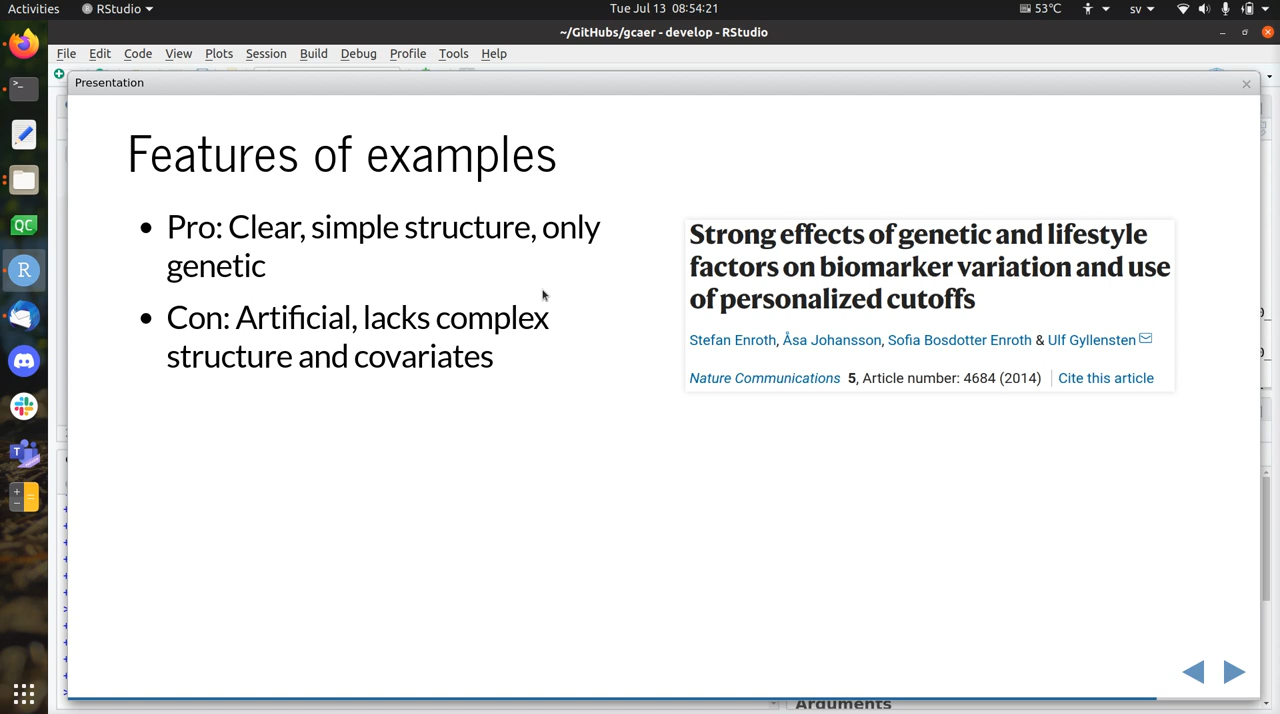 Activities RStudio Tue Jul 13 08:54:21 53°C sv
~/GitHubs/gcaer - develop - RStudio
File Edit Code View Plots Session Build Debug Profile Tools Help
Presentation
Features of examples
• Pro: Clear, simple structure, only
genetic
• Con: Artificial, lacks complex
structure and covariates
Strong effects of genetic and lifestyle
factors on biomarker variation and use
of personalized cutoffs
Stefan Enroth, Åsa Johansson, Sofia Bosdotter Enroth & Ulf Gyllensten
Nature Communications 5, Article number: 4684 (2014) Cite this article
QC
R
T
Arguments